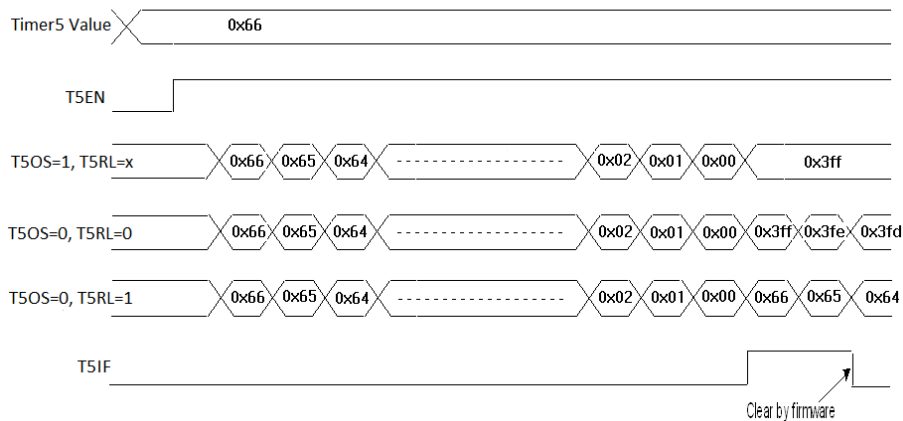 Timer5 Value 0x66
T5EN
T5OS=1, T5RL=x 0x66 0x65 0x64 0x02 0x01 0x00 0x3ff
T5OS=0, T5RL=0 0x66 0x65 0x64 0x02 0x01 0x00 0x3ff 0x3fe 0x3fd
T5OS=0, T5RL=1 0x66 0x65 0x64 0x02 0x01 0x00 0x66 0x65 0x64
T5IF
Clear by firmware